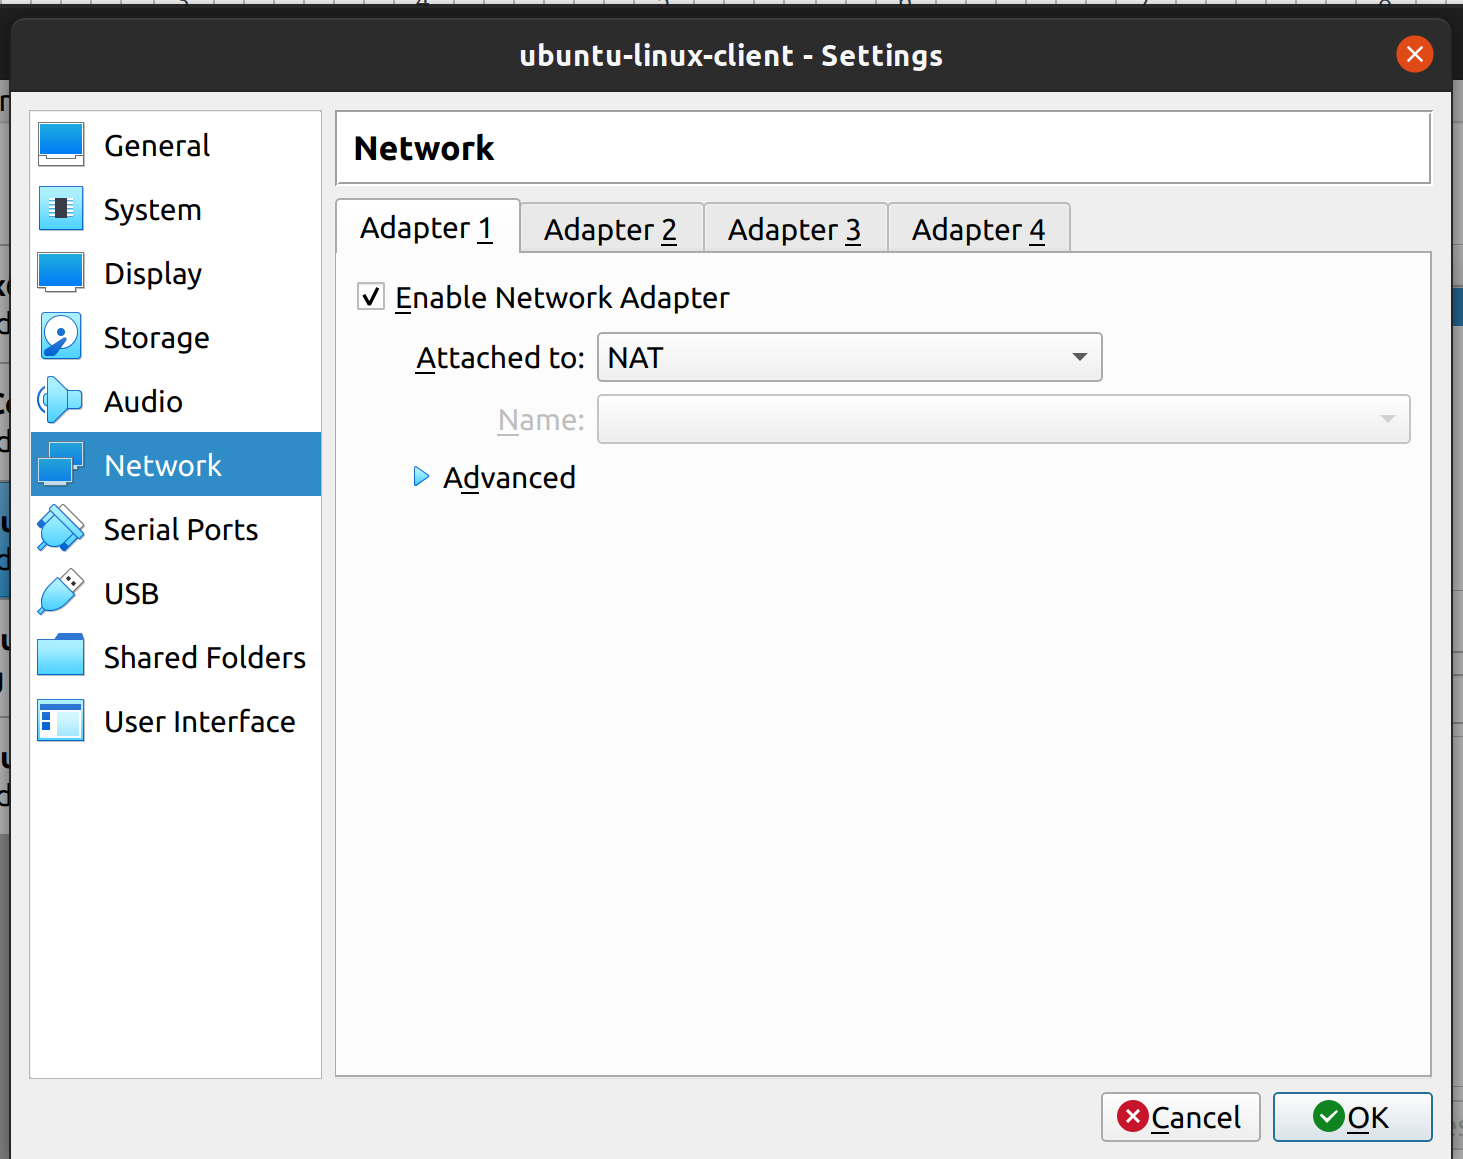 ubuntu-linux-client - Settings
General
System
Display
Storage
Audio
Network
Serial Ports
USB
Shared Folders
User Interface
Network
Adapter 1 Adapter 2 Adapter 3 Adapter 4
Enable Network Adapter
Attached to: NAT
Name:
Advanced
Cancel OK